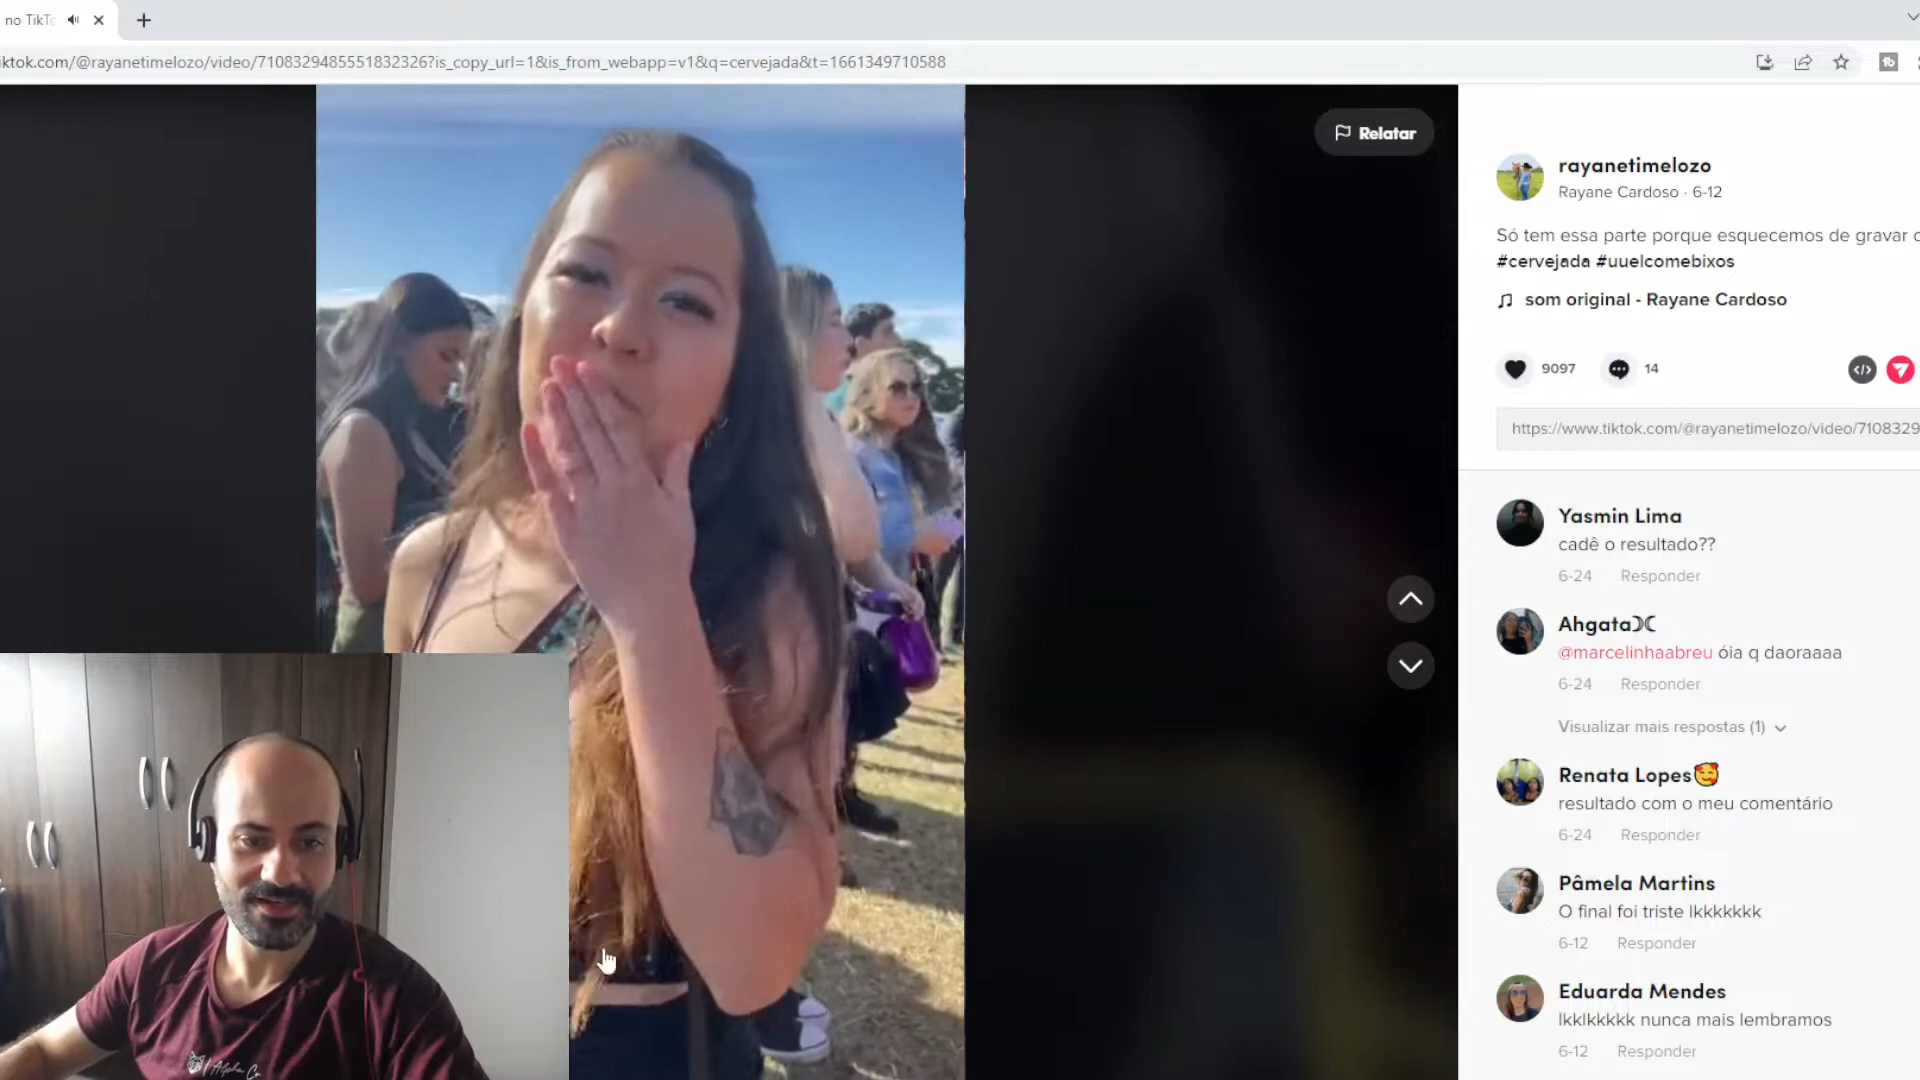 no TikTo
iktok.com/@rayanetimelozo/video/7108329485551832326?is_copy_url=1&is_from_webapp=v1&q=cervejada&t=1661349710588
Relatar
rayanetimelozo
Rayane Cardoso · 6-12
Só tem essa parte porque esquecemos de gravar
#cervejada #uuelcomebixos
som original - Rayane Cardoso
9097
14
https://www.tiktok.com/@rayanetimelozo/video/7108329
Yasmin Lima
cadê o resultado??
6-24 Responder
Ahgata
@marcelinhaabreu óia q daoraaaa
6-24 Responder
Visualizar mais respostas (1)
Renata Lopes🥰
resultado com o meu comentário
6-24 Responder
Pâmela Martins
O final foi triste lkkkkkkk
6-12 Responder
Eduarda Mendes
lkklkkkkk nunca mais lembramos
6-12 Responder